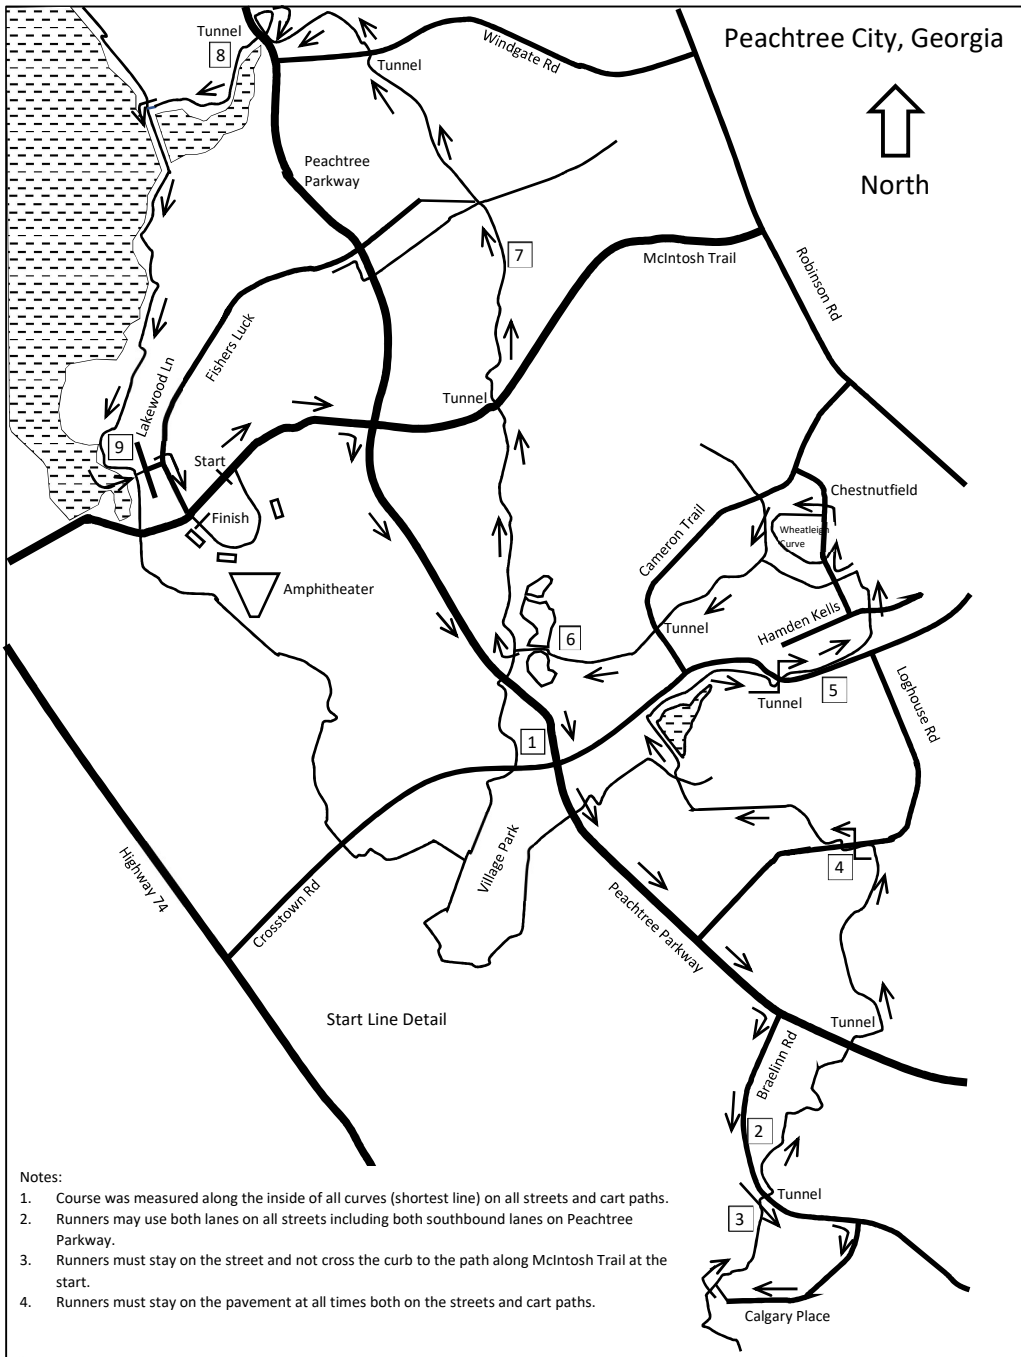 Peachtree City, Georgia
North
Tunnel
8
Windgate Rd
Tunnel
Peachtree
Parkway
7
McIntosh Trail
Robinson Rd
Fishers Luck
Lakewood Ln
Tunnel
9
Start
Finish
Chestnutfield
Wheatleigh
Curve
Cameron Trail
Amphitheater
Hamden Kells
Tunnel
6
5
Tunnel
Loghouse Rd
1
4
Village Park
Highway 74
Crosstown Rd
Peachtree Parkway
Start Line Detail
Tunnel
Braelinn Rd
2
Tunnel
3
Calgary Place
Notes:
1. Course was measured along the inside of all curves (shortest line) on all streets and cart paths.
2. Runners may use both lanes on all streets including both southbound lanes on Peachtree
Parkway.
3. Runners must stay on the street and not cross the curb to the path along McIntosh Trail at the
start.
4. Runners must stay on the pavement at all times both on the streets and cart paths.